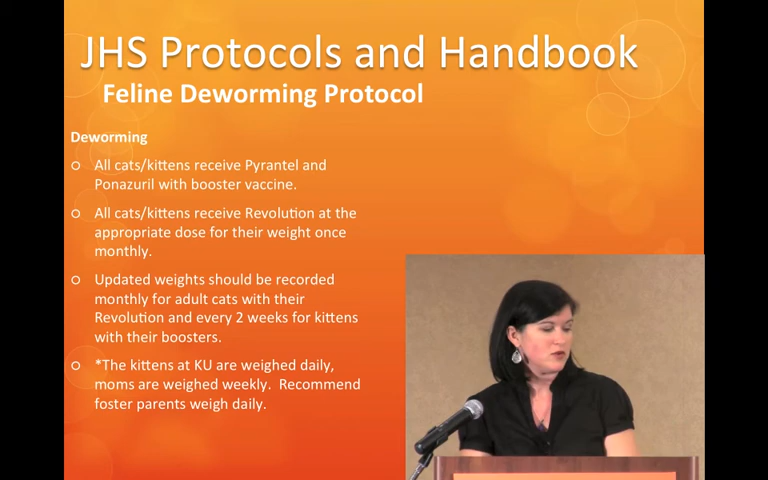 JHS Protocols and Handbook
Feline Deworming Protocol
Deworming
All cats/kittens receive Pyrantel and
Ponazuril with booster vaccine.
All cats/kittens receive Revolution at the
appropriate dose for their weight once
monthly.
Updated weights should be recorded
monthly for adult cats with their
Revolution and every 2 weeks for kittens
with their boosters.
*The kittens at KU are weighed daily,
moms are weighed weekly.  Recommend
foster parents weigh daily.